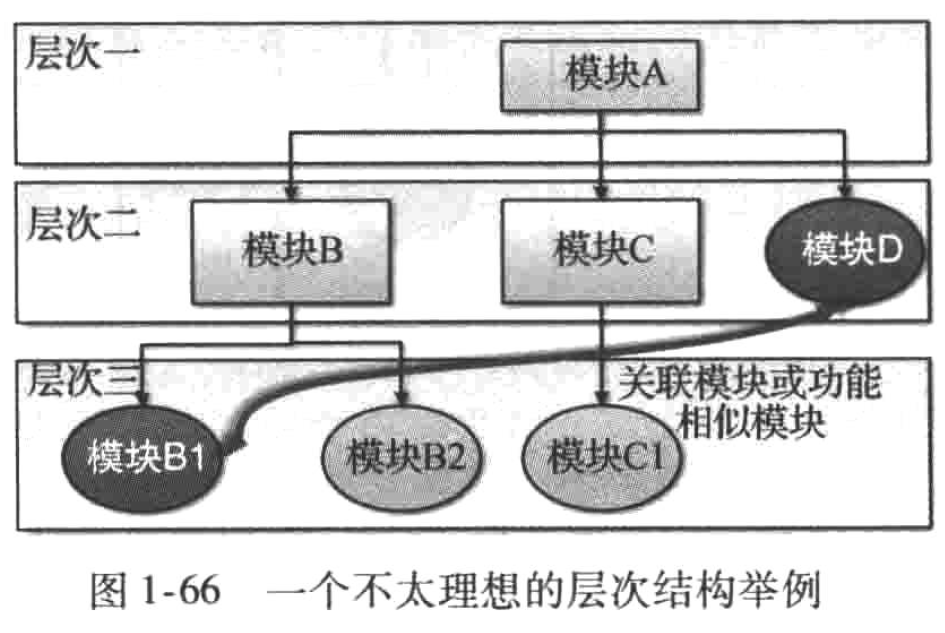 层次一
模块A
层次二
模块B
模块C
模块D
层次三
关联模块或功能
相似模块
模块B1
模块B2
模块C1
图 1-66 一个不太理想的层次结构举例